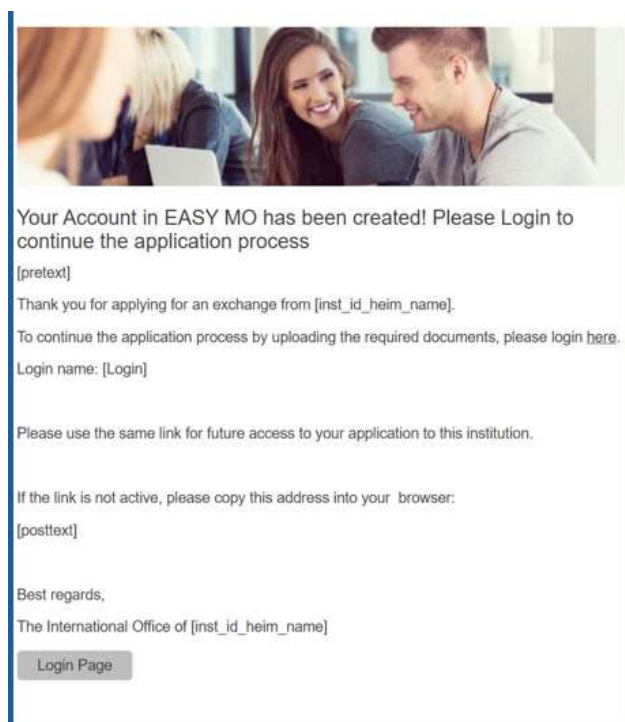 Your Account in EASY MO has been created! Please Login to
continue the application process
[pretext]
Thank you for applying for an exchange from [inst_id_heim_name].
To continue the application process by uploading the required documents, please login here.
Login name: [Login]
Please use the same link for future access to your application to this institution.
If the link is not active, please copy this address into your  browser:
[posttext]
Best regards,
The International Office of [inst_id_heim_name]
Login Page